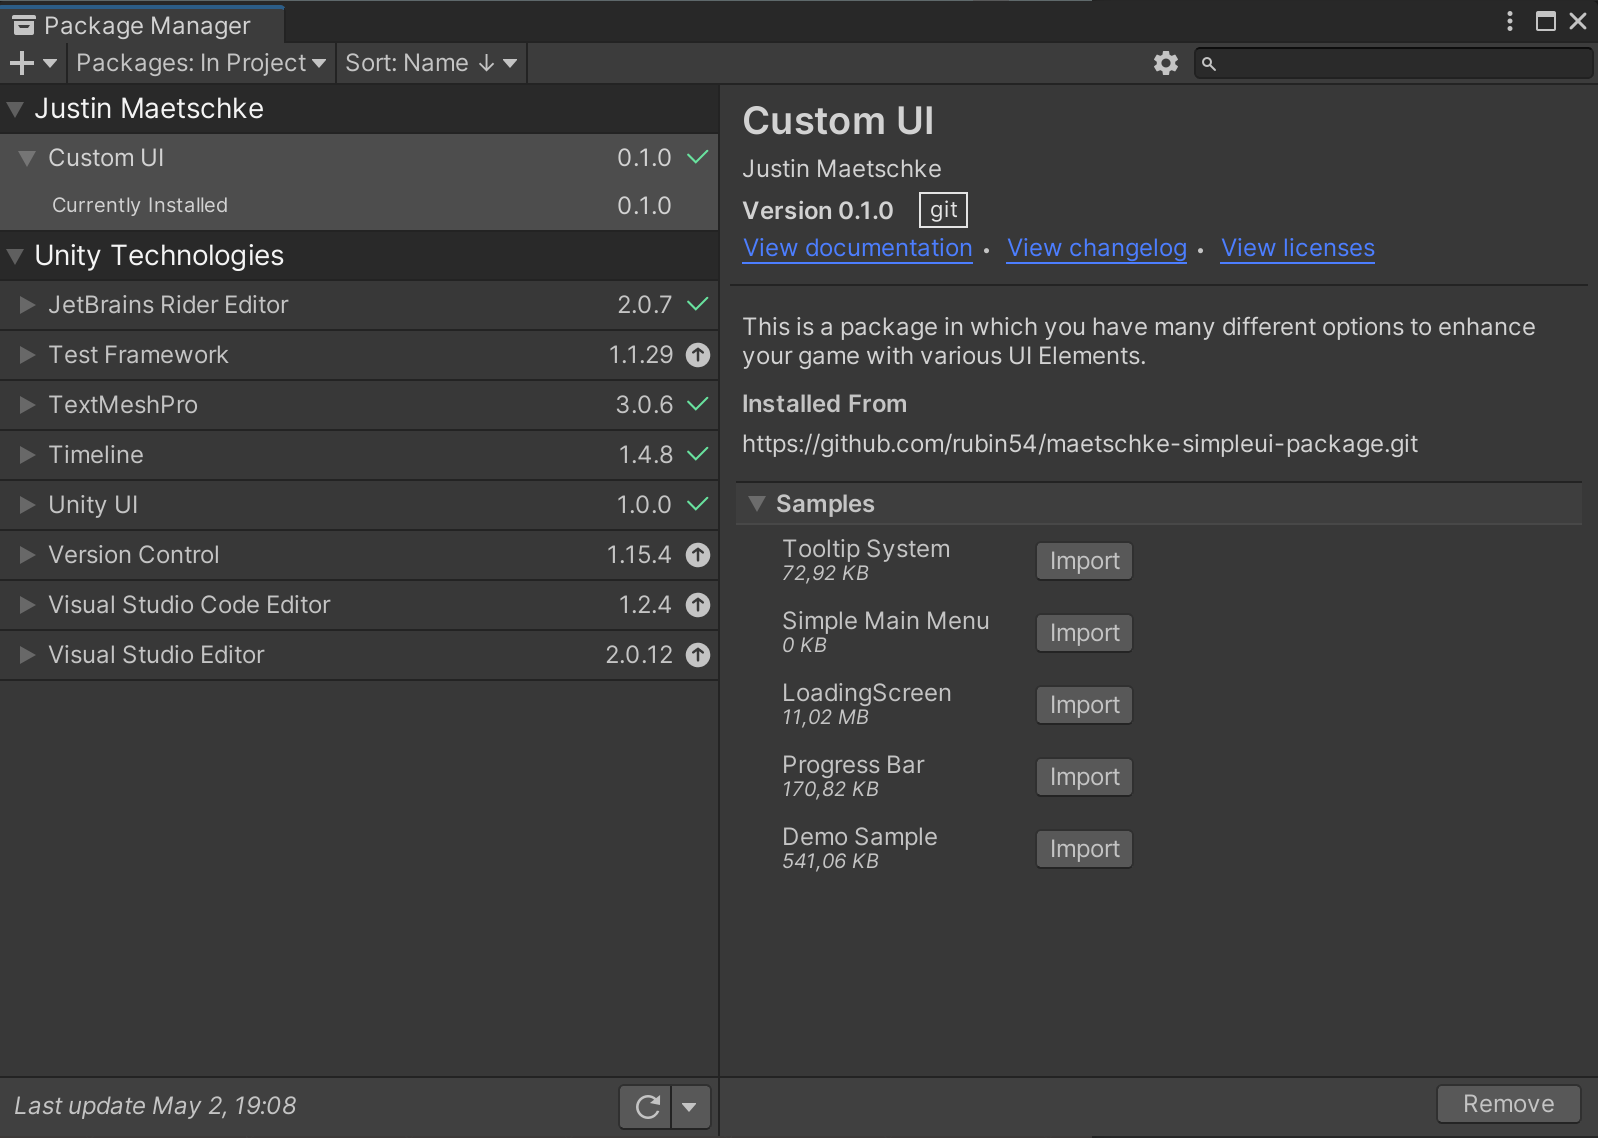 Package Manager
Packages: In Project
Sort: Name ↓
Justin Maetschke
Custom UI 0.1.0
Currently Installed 0.1.0
Unity Technologies
JetBrains Rider Editor 2.0.7
Test Framework 1.1.29
TextMeshPro 3.0.6
Timeline 1.4.8
Unity UI 1.0.0
Version Control 1.15.4
Visual Studio Code Editor 1.2.4
Visual Studio Editor 2.0.12
Last update May 2, 19:08
Custom UI
Justin Maetschke
Version 0.1.0 git
View documentation • View changelog • View licenses
This is a package in which you have many different options to enhance
your game with various UI Elements.
Installed From
https://github.com/rubin54/maetschke-simpleui-package.git
Samples
Tooltip System
72,92 KB
Import
Simple Main Menu
0 KB
Import
LoadingScreen
11,02 MB
Import
Progress Bar
170,82 KB
Import
Demo Sample
541,06 KB
Import
Remove